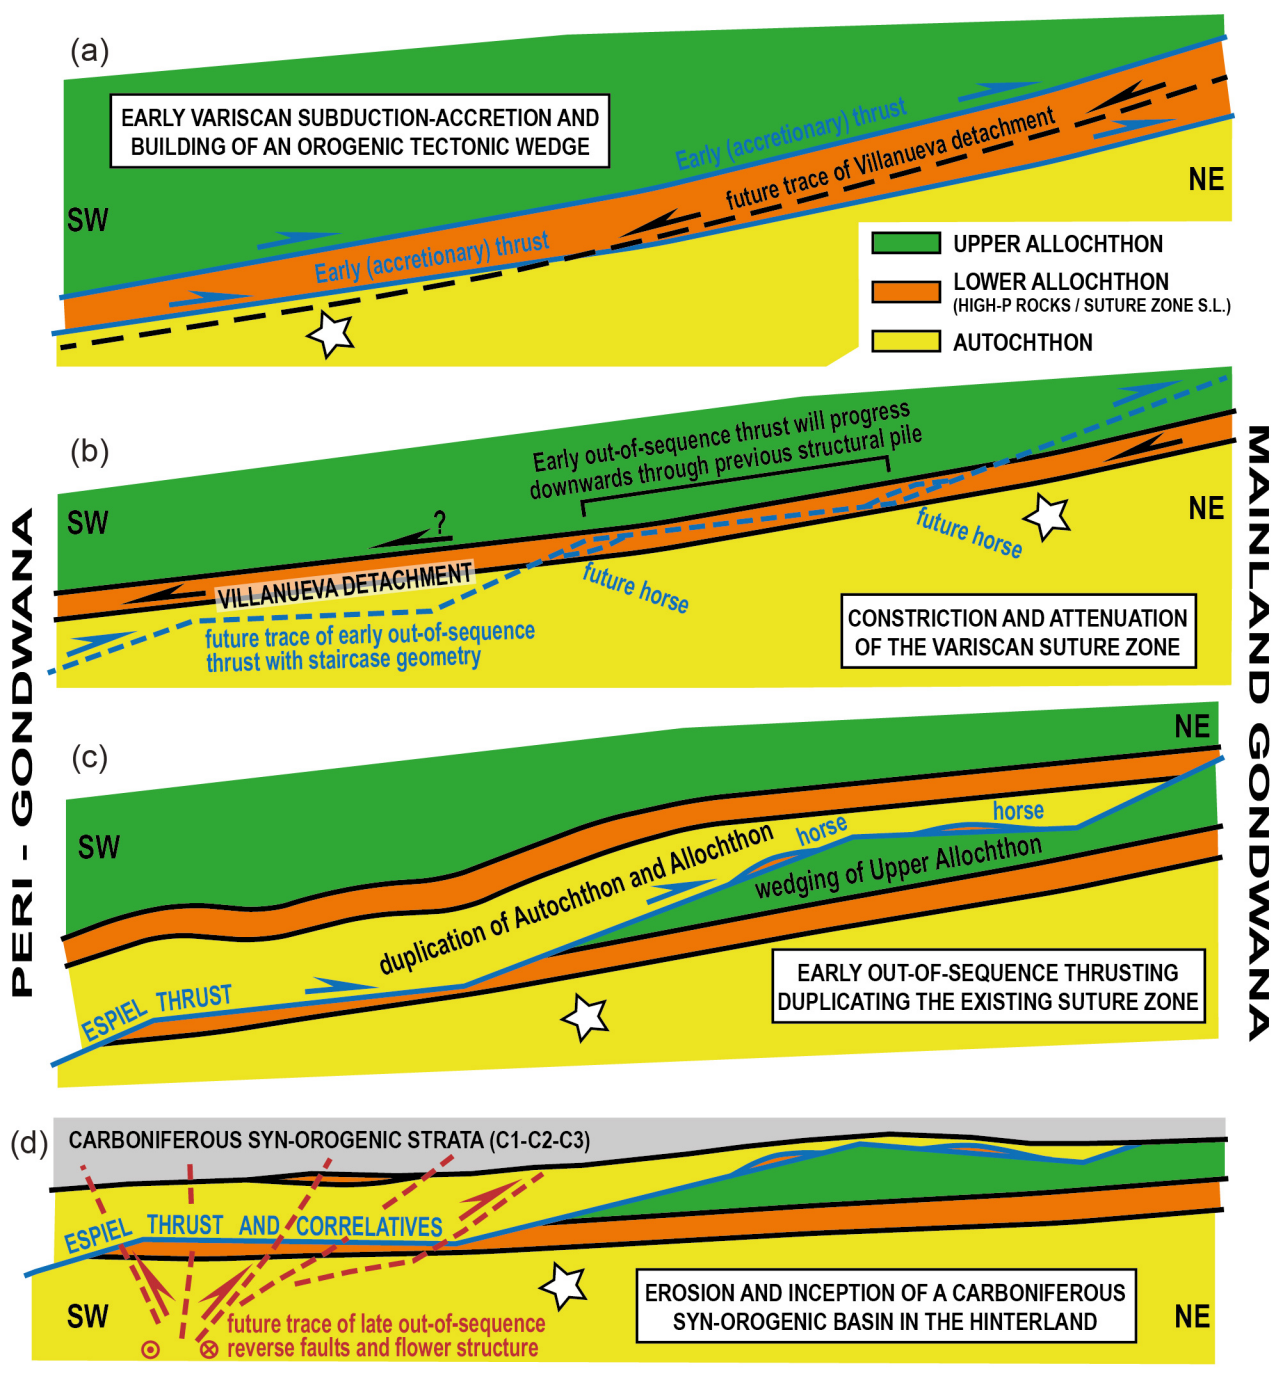 (a)
EARLY VARISCAN SUBDUCTION-ACCRETION AND
BUILDING OF AN OROGENIC TECTONIC WEDGE
Early (accretionary) thrust
future trace of Villanueva detachment
SW
NE
Early (accretionary) thrust
UPPER ALLOCHTHON
LOWER ALLOCHTHON
(HIGH-P ROCKS / SUTURE ZONE S.L.)
AUTOCHTHON
(b)
Early out-of-sequence thrust will progress
downwards through previous structural pile
SW
NE
?
future horse
VILLANUEVA DETACHMENT
future horse
future trace of early out-of-sequence
thrust with staircase geometry
CONSTRICTION AND ATTENUATION
OF THE VARISCAN SUTURE ZONE
PERI - GONDWANA
MAINLAND GONDWANA
(c)
NE
SW
horse
horse
duplication of Autochthon and Allochthon
wedging of Upper Allochthon
ESPIEL THRUST
EARLY OUT-OF-SEQUENCE THRUSTING
DUPLICATING THE EXISTING SUTURE ZONE
(d)
CARBONIFEROUS SYN-OROGENIC STRATA (C1-C2-C3)
ESPIEL THRUST AND CORRELATIVES
SW
NE
EROSION AND INCEPTION OF A CARBONIFEROUS
SYN-OROGENIC BASIN IN THE HINTERLAND
future trace of late out-of-sequence
reverse faults and flower structure